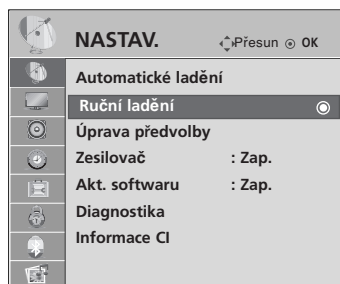 NASTAV. Přesun OK
Automatické ladění
Ruční ladění
Úprava předvolby
Zesilovač : Zap.
Akt. softwaru : Zap.
Diagnostika
Informace CI